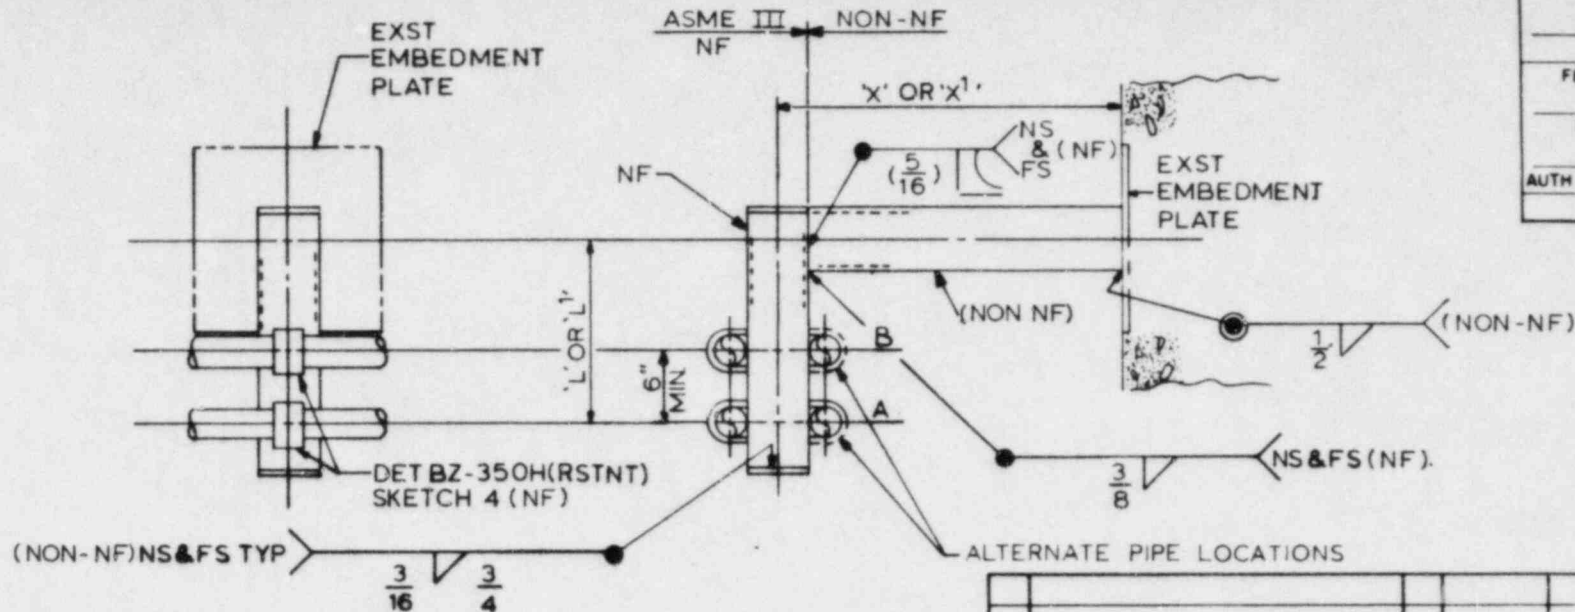 EXST
EMBEDMENT
PLATE
ASME III
NF
NON-NF
'X' OR 'X¹'
NF
(5/16)
NS
& (NF)
FS
EXST
EMBEDMENT
PLATE
AUTH
'L' OR 'L¹'
6"
MIN
B
A
(NON NF)
1/2
(NON-NF)
DET BZ-350H(RSTNT)
SKETCH 4 (NF)
3/8
NS&FS (NF).
(NON-NF) NS&FS TYP
3/16
3/4
ALTERNATE PIPE LOCATIONS